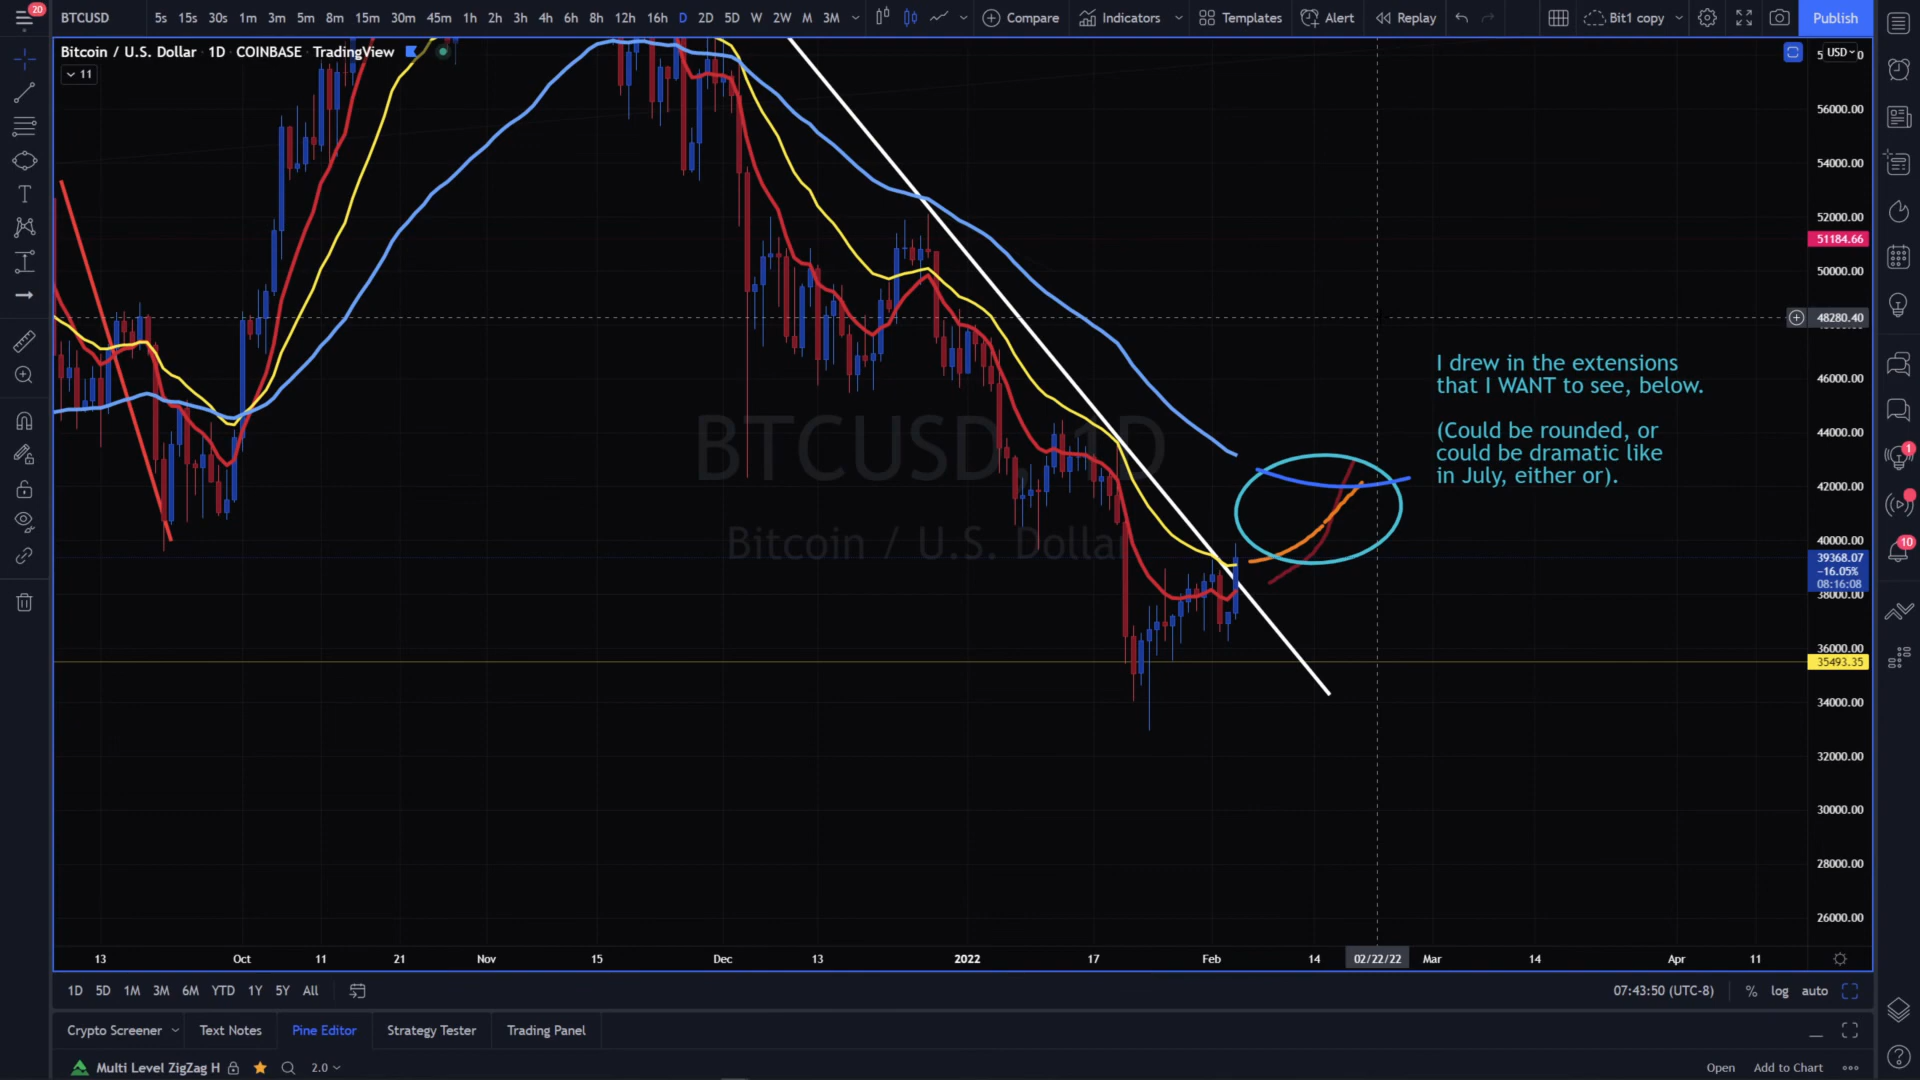 20
BTCUSD 5s 15s 30s 1m 3m 5m 8m 15m 30m 45m 1h 2h 3h 4h 6h 8h 12h 16h D 2D 5D W 2W M 3M Compare Indicators Templates Alert Replay Bit1 copy Publish
Bitcoin / U.S. Dollar · 1D · COINBASE · TradingView
11
USD
56000.00
54000.00
52000.00
51184.66
50000.00
48280.40
46000.00
44000.00
42000.00
40000.00
39368.07
−16.05%
08:16:08
38000.00
36000.00
35493.35
34000.00
32000.00
30000.00
28000.00
26000.00
I drew in the extensions
that I WANT to see, below.
(Could be rounded, or
could be dramatic like
in July, either or).
BTCUSD, 1D
Bitcoin / U.S. Dollar
1
10
13 Oct 11 21 Nov 15 Dec 13 2022 17 Feb 14 02/22/22 Mar 14 Apr 11
1D 5D 1M 3M 6M YTD 1Y 5Y All 07:43:50 (UTC-8) % log auto
Crypto Screener Text Notes Pine Editor Strategy Tester Trading Panel
Multi Level ZigZag H 2.0 Open Add to Chart